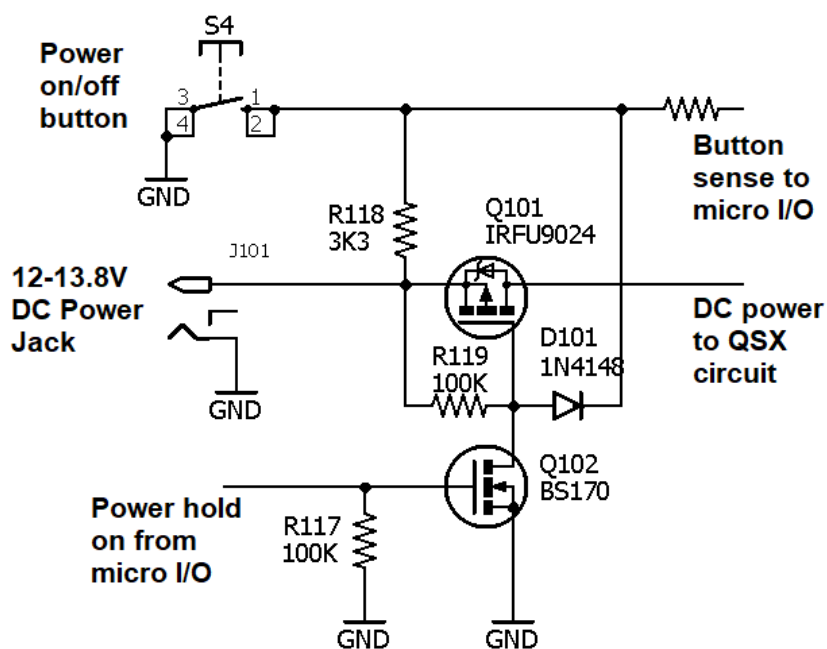 S4
Power
on/off
button
3
1
4
2
GND
Button
sense to
micro I/O
R118
3K3
Q101
IRFU9024
J101
12-13.8V
DC Power
Jack
DC power
to QSX
circuit
D101
1N4148
R119
100K
GND
Q102
BS170
Power hold
on from
micro I/O
R117
100K
GND
GND